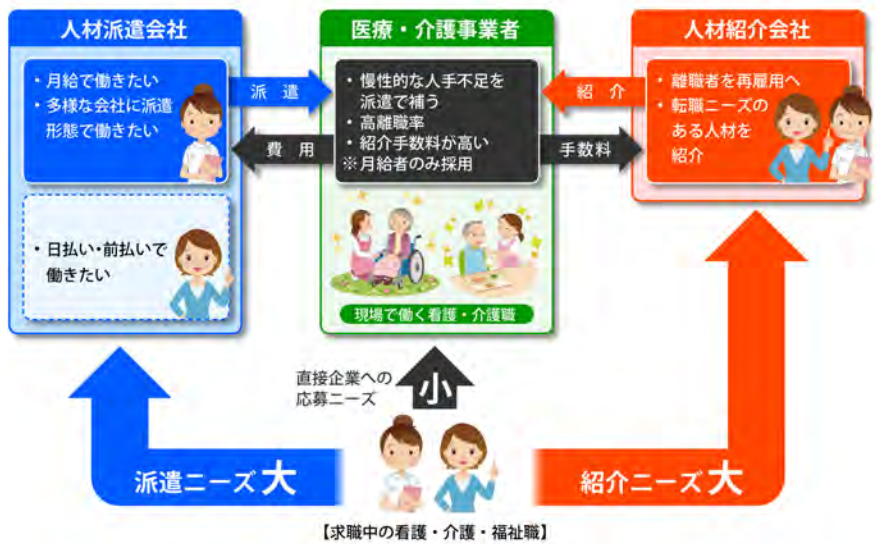 人材派遣会社
・月給で働きたい
・多様な会社に派遣
形態で働きたい
・日払い・前払いで
働きたい
派 遣
費 用
医療・介護事業者
・慢性的な人手不足を
派遣で補う
・高離職率
・紹介手数料が高い
※月給者のみ採用
現場で働く看護・介護職
紹 介
手数料
人材紹介会社
・離職者を再雇用へ
・転職ニーズの
ある人材を
紹介
直接企業への
応募ニーズ
小
派遣ニーズ大
紹介ニーズ大
【求職中の看護・介護・福祉職】